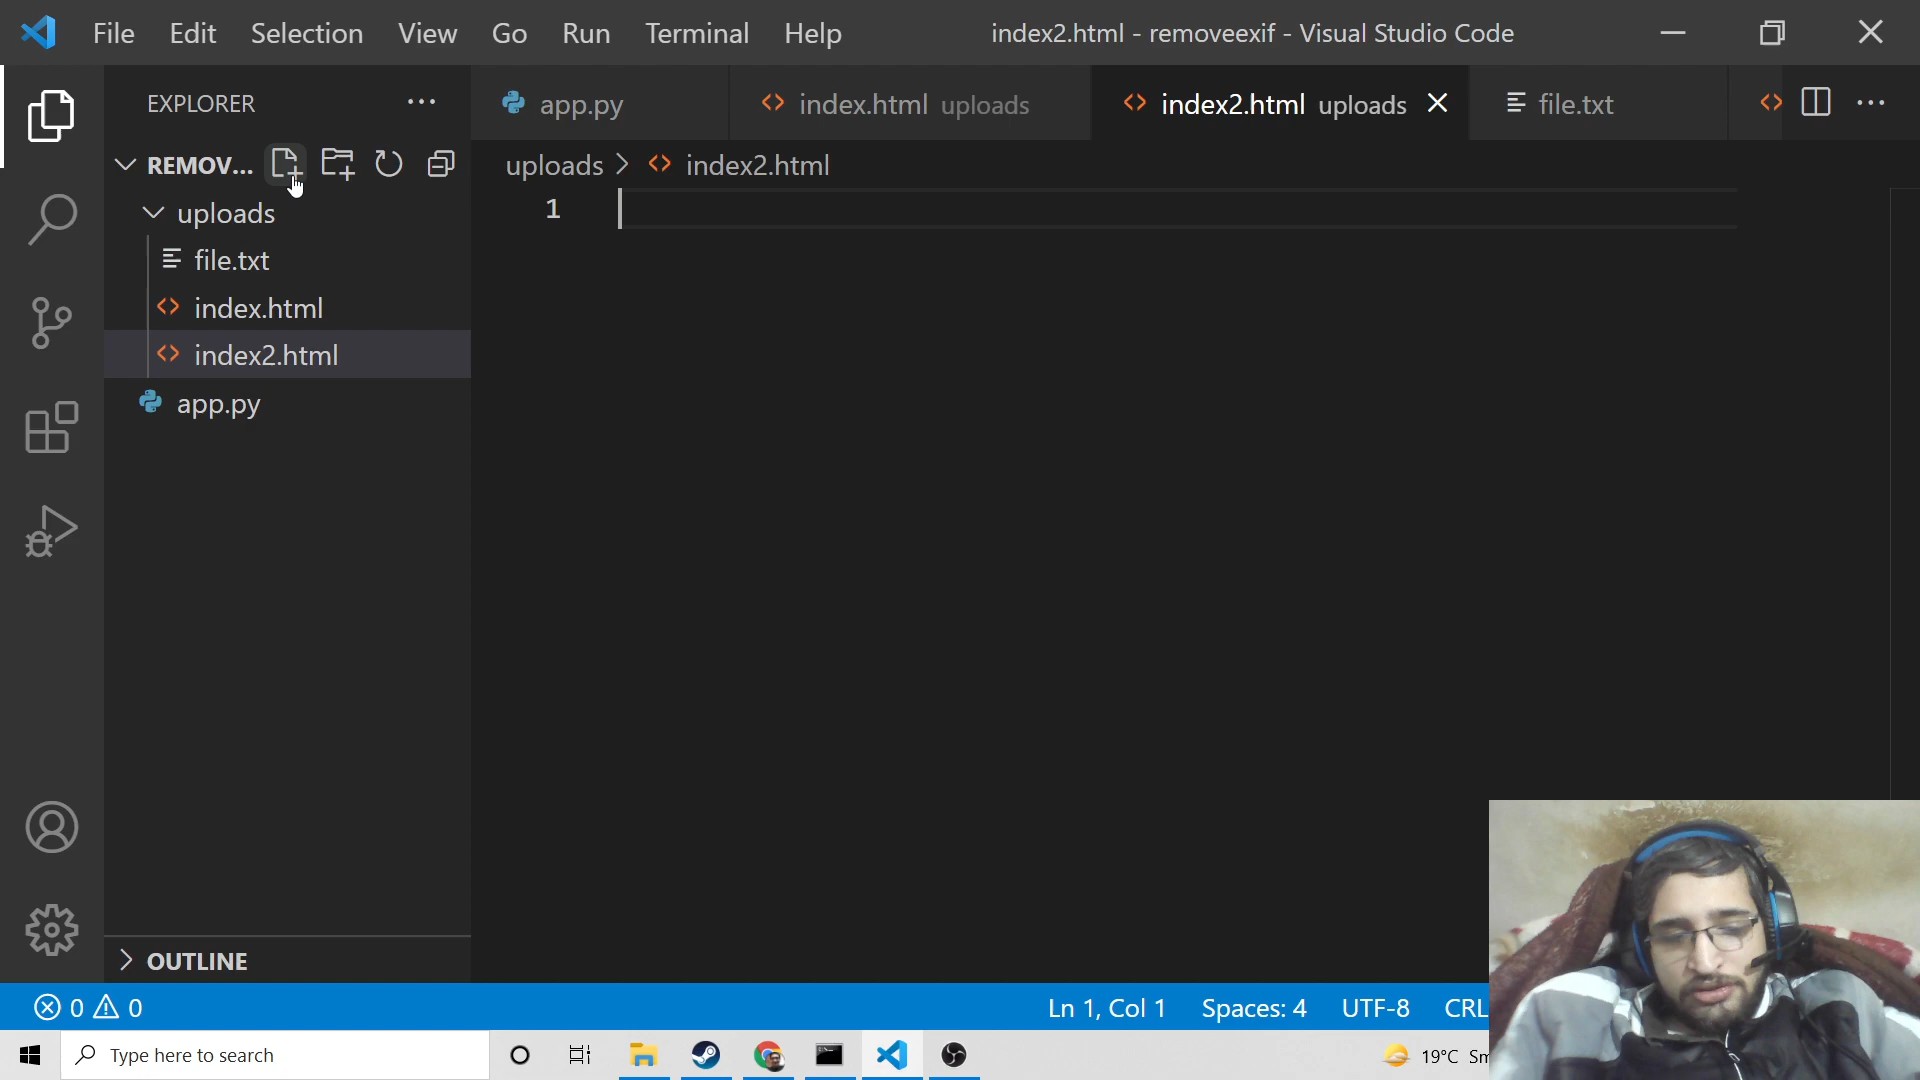 File Edit Selection View Go Run Terminal Help index2.html - removeexif - Visual Studio Code
EXPLORER
app.py index.html uploads index2.html uploads file.txt
REMOV...
uploads > index2.html
1
uploads
file.txt
index.html
index2.html
app.py
OUTLINE
0 0 Ln 1, Col 1 Spaces: 4 UTF-8 CRL
Type here to search 19°C Sm